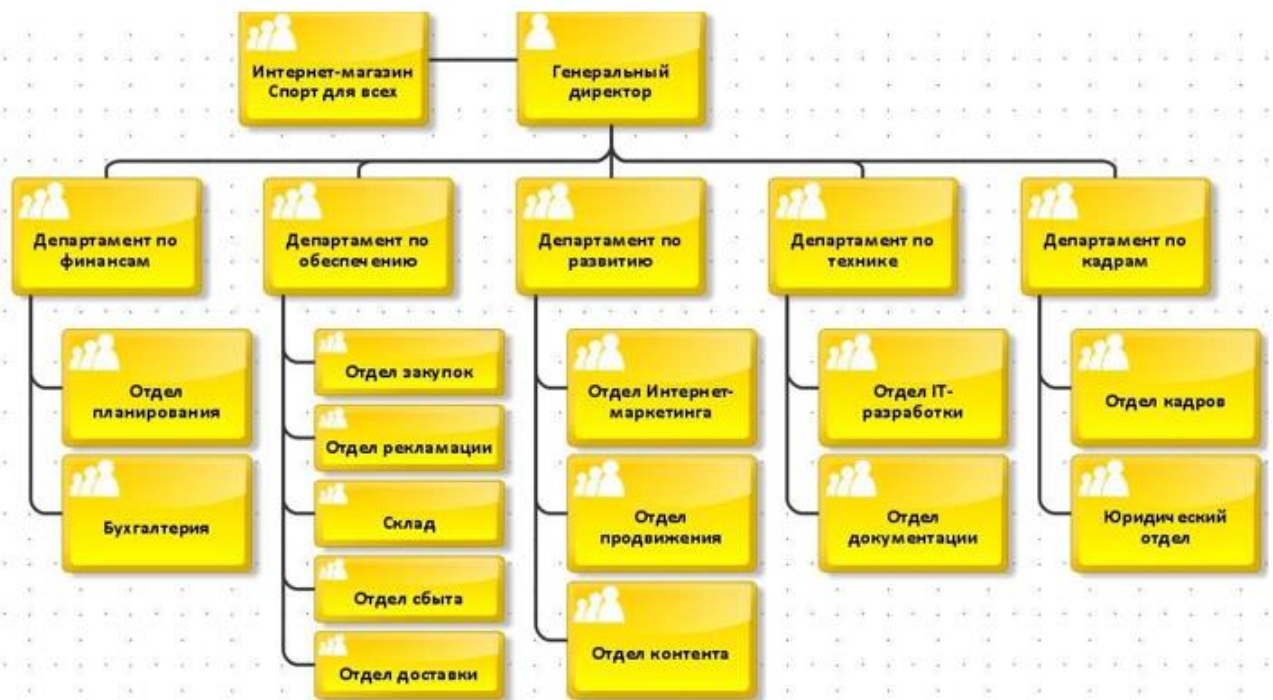 Интернет-магазин
Спорт для всех
Генеральный
директор
Департамент по
финансам
Департамент по
обеспечению
Департамент по
развитию
Департамент по
технике
Департамент по
кадрам
Отдел
планирования
Бухгалтерия
Отдел закупок
Отдел рекламации
Склад
Отдел сбыта
Отдел доставки
Отдел Интернет-
маркетинга
Отдел
продвижения
Отдел контента
Отдел IT-
разработки
Отдел
документации
Отдел кадров
Юридический
отдел